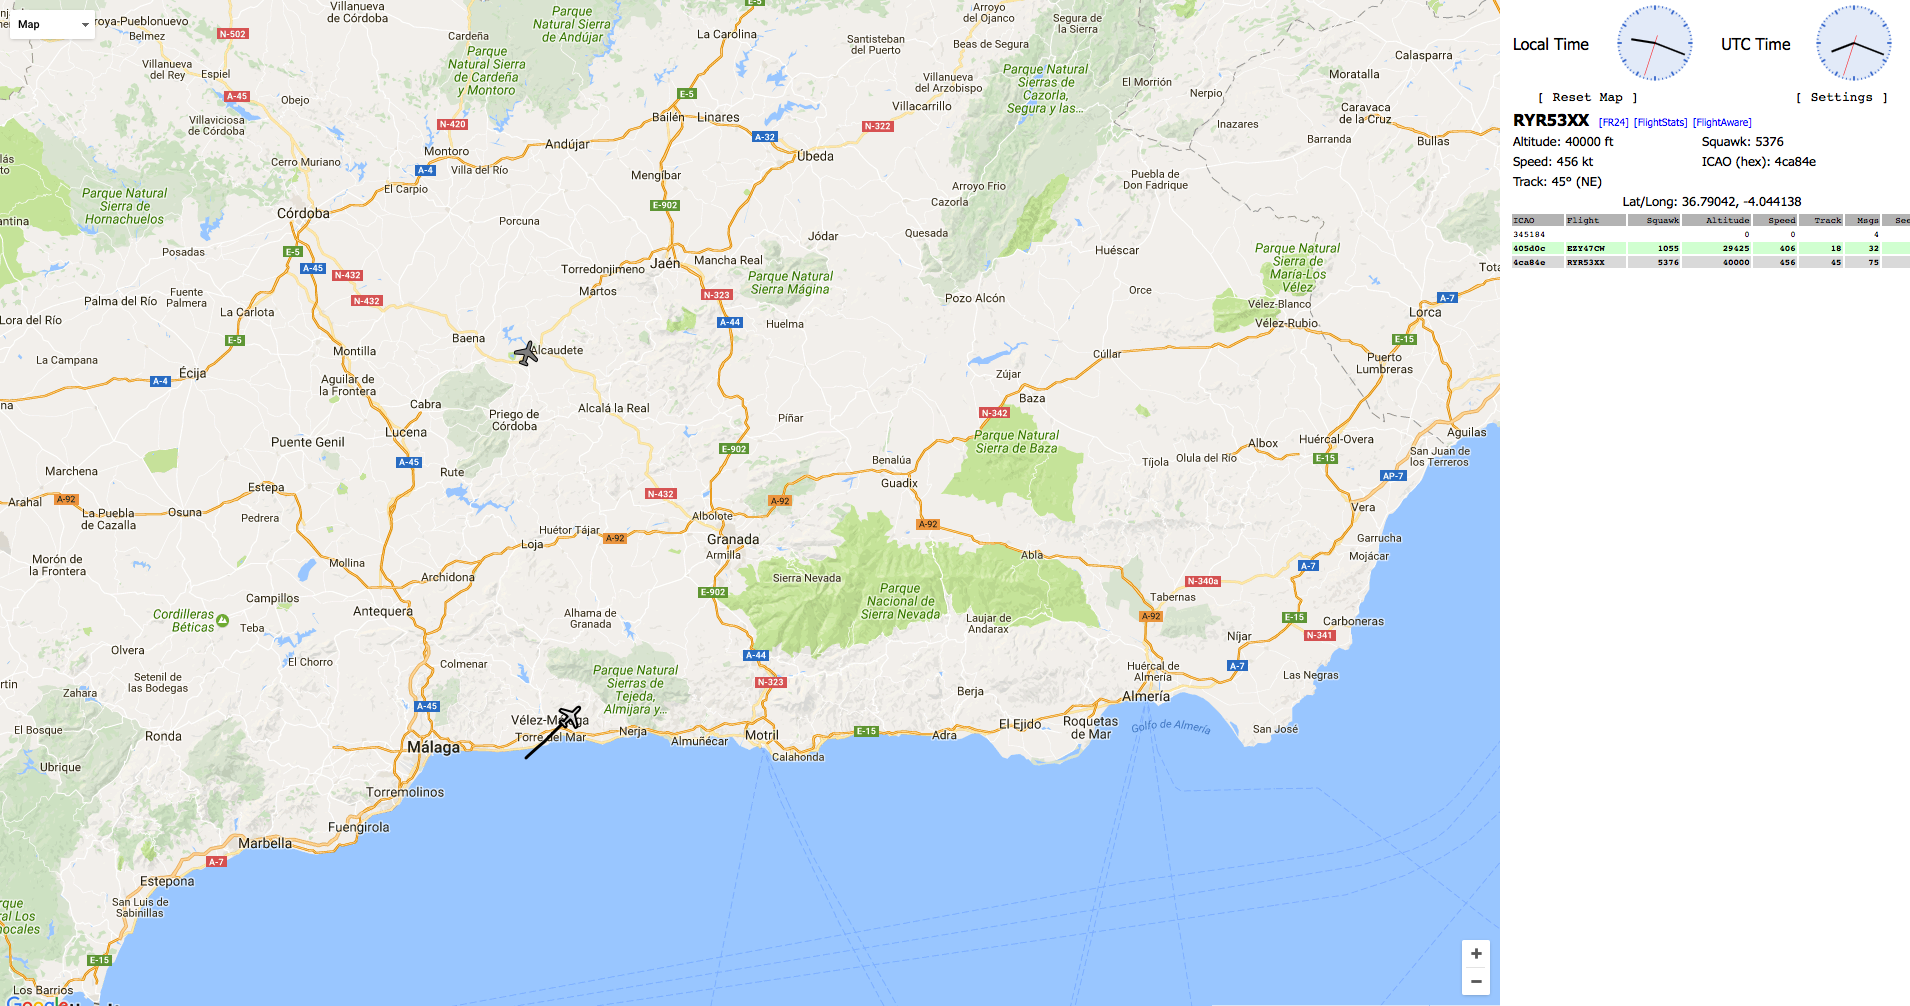 Map
roya-Pueblonuevo
Belmez
Villanueva
de Córdoba
N-502
Villanueva
del Rey
Espiel
A-45
Obejo
Villaviciosa
de Córdoba
Cerro Muriano
Cardeña
Parque
Natural Sierra
de Cardeña
y Montoro
Parque
Natural Sierra
de Andújar
N-420
Montoro
A-4
Villa del Río
El Carpio
Andújar
La Carolina
E-5
E-5
Bailén
Linares
A-32
Úbeda
Mengíbar
E-902
Santisteban
del Puerto
Arroyo
del Ojanco
Beas de Segura
Segura de
la Sierra
Villanueva
del Arzobispo
Villacarrillo
N-322
Parque Natural
Sierras de
Cazorla,
Segura y las...
El Morrión
Nerpio
Inazares
Moratalla
Calasparra
Caravaca
de la Cruz
Barranda
Bullas
Puebla de
Don Fadrique
Arroyo Frio
Cazorla
Quesada
Parque Natural
Sierra de
Hornachuelos
Córdoba
E-5
A-45
N-432
N-432
Posadas
Palma del Río
Fuente
Palmera
La Carlota
E-5
Lora del Río
La Campana
A-4
Écija
Porcuna
Torredonjimeno
Martos
Jaén
Mancha Real
Jódar
Parque Natural
Sierra Mágina
N-323
A-44
Huelma
Pozo Alcón
Huéscar
Orce
Parque Natural
Sierra de
María-Los
Vélez
Vélez-Blanco
Vélez-Rubio
Lorca
A-7
E-15
Puerto
Lumbreras
Baena
Alcaudete
Montilla
Aguilar de
la Frontera
Cabra
Lucena
Priego de
Córdoba
Alcalá la Real
Píñar
Zújar
Baza
Cúllar
N-342
Parque Natural
Sierra de Baza
Puente Genil
A-45
Rute
E-902
N-432
Benalúa
Guadix
Tíjola
Olula del Río
Albox
Huércal-Overa
E-15
Aguilas
San Juan de
los Terreros
AP-7
Vera
Garrucha
Mojácar
Marchena
Arahal
A-92
La Puebla
de Cazalla
Osuna
Estepa
Pedrera
Morón de
la Frontera
Mollina
Huétor Tájar
Loja
A-92
Albolote
A-92
Granada
Armilla
E-902
Sierra Nevada
Parque
Nacional de
Sierra Nevada
A-92
Abla
N-340a
Tabernas
A-7
A-92
E-15
Carboneras
N-341
Níjar
A-7
Archidona
Antequera
Campillos
Cordilleras
Béticas
Teba
Olvera
El Chorro
Colmenar
Alhama de
Granada
Laujar de
Andarax
Huércal de
Almería
Almería
Las Negras
Setenil de
las Bodegas
Zahara
El Bosque
Ronda
Ubrique
A-45
Málaga
Torremolinos
Fuengirola
Marbella
A-7
Estepona
San Luis de
Sabinillas
E-15
Los Barrios
Parque Natural
Sierras de
Tejeda,
Almijara y...
Torre del Mar
Nerja
Almuñécar
A-44
N-323
Motril
Calahonda
E-15
Berja
Adra
El Ejido
Roquetas
de Mar
Golfo de Almería
San José
Google
Local Time
UTC Time
[ Reset Map ]
[ Settings ]
RYR53XX [FR24] [FlightStats] [FlightAware]
Altitude: 40000 ft Squawk: 5376
Speed: 456 kt ICAO (hex): 4ca84e
Track: 45° (NE)
Lat/Long: 36.79042, -4.044138
ICAO Flight Squawk Altitude Speed Track Msgs
345184 0 0 4
405d0c EZY47CW 1055 29425 406 18 32
4ca84e RYR53XX 5376 40000 456 45 75